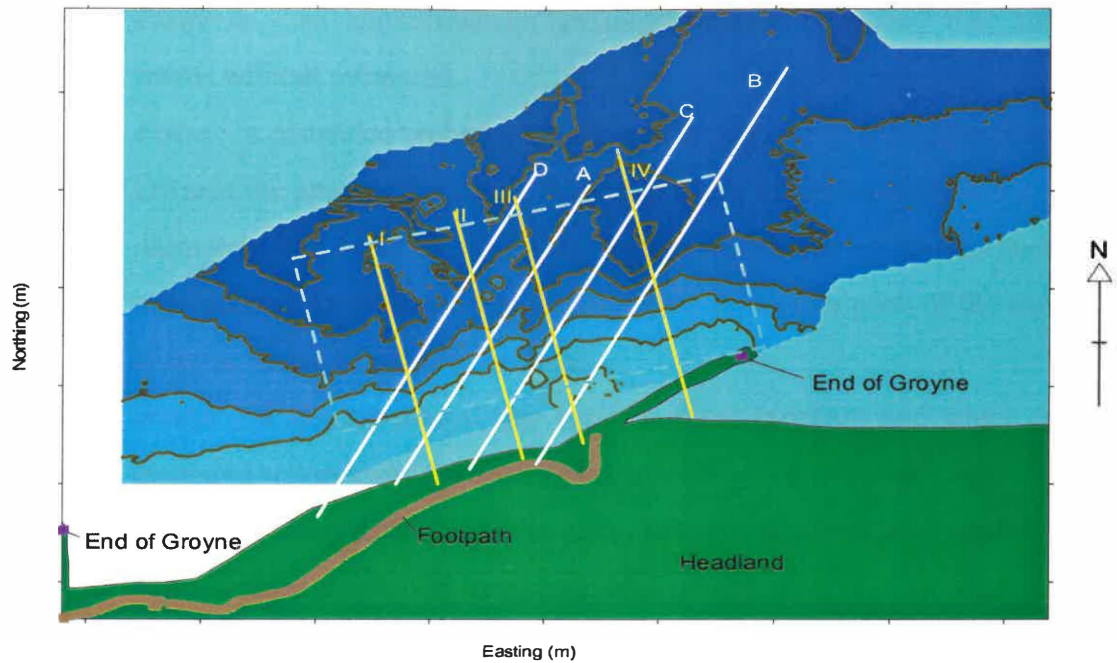 B
C
D
A
IV
III
II
I
N
Northing (m)
End of Groyne
End of Groyne
Footpath
Headland
Easting (m)